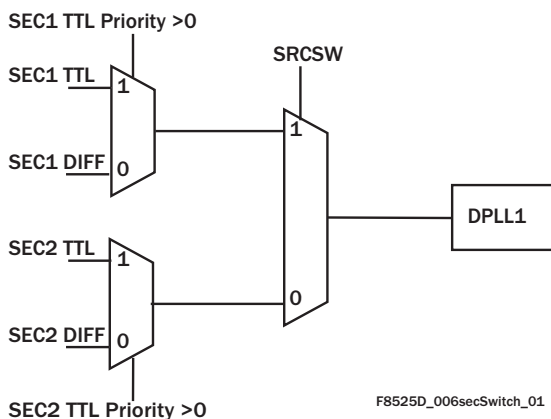 SEC1 TTL Priority >0
SRCSW
SEC1 TTL
1
SEC1 DIFF
0
1
DPLL1
SEC2 TTL
1
0
SEC2 DIFF
0
SEC2 TTL Priority >0
F8525D_006secSwitch_01